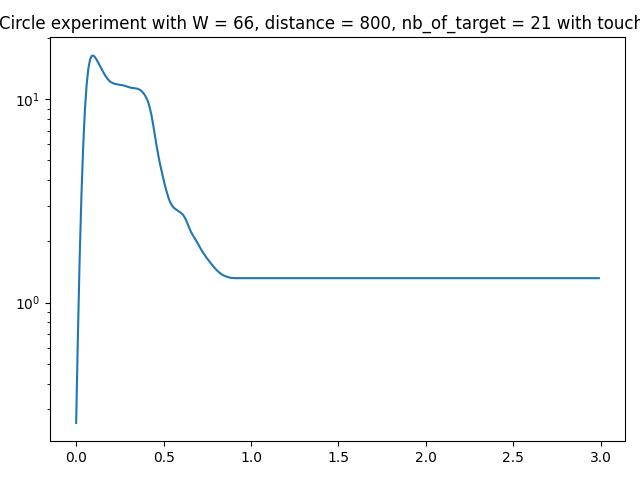 Circle experiment with W = 66, distance = 800, nb_of_target = 21 with touch
10¹
10⁰
0.0 0.5 1.0 1.5 2.0 2.5 3.0